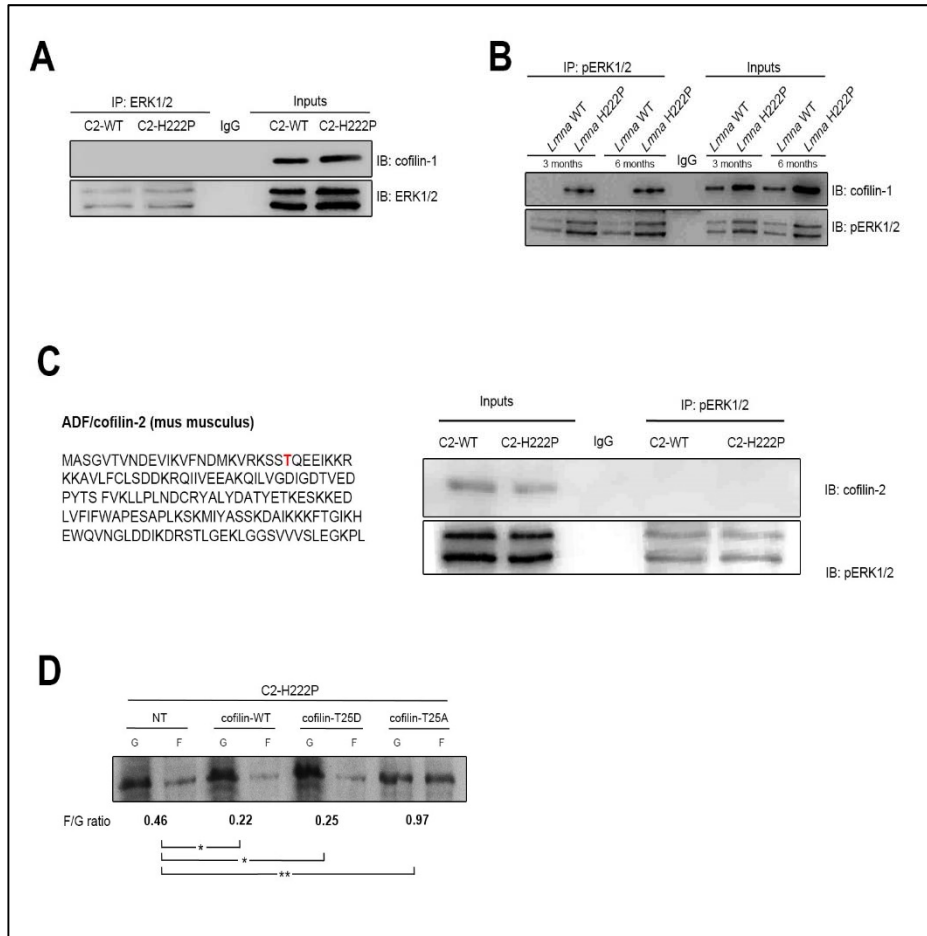 A
IP: ERK1/2
Inputs
C2-WT
C2-H222P
IgG
C2-WT
C2-H222P
IB: cofilin-1
IB: ERK1/2
B
IP: pERK1/2
Inputs
Lmna WT
Lmna H222P
Lmna WT
Lmna H222P
Lmna WT
Lmna H222P
Lmna WT
Lmna H222P
3 months
6 months
IgG
3 months
6 months
IB: cofilin-1
IB: pERK1/2
C
ADF/cofilin-2 (mus musculus)
MASGVTVNDEVIKVFNDMKVRKSSTQEEIKKR
KKAVLFCLSDDKRQIIVEEAKQILVGDIGDTVED
PYTS FVKLLPLNDCRYALYDATYETKESKKED
LVFIFWAPESAPLKSKMIYASSKDAIKKKFTGIKH
EWQVNGLDDIKDRSTLGEKLGGSVVVSLEGKPL
Inputs
IP: pERK1/2
C2-WT
C2-H222P
IgG
C2-WT
C2-H222P
IB: cofilin-2
IB: pERK1/2
D
C2-H222P
NT
cofilin-WT
cofilin-T25D
cofilin-T25A
G F G F G F G F
F/G ratio 0.46 0.22 0.25 0.97
*
*
**